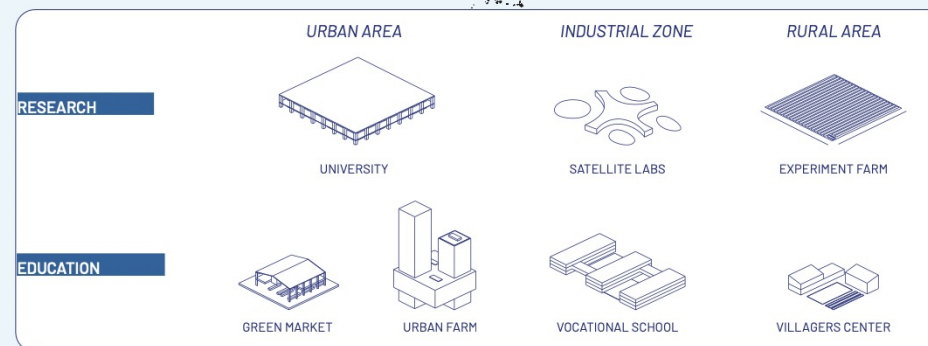 URBAN AREA INDUSTRIAL ZONE RURAL AREA
RESEARCH
UNIVERSITY SATELLITE LABS EXPERIMENT FARM
EDUCATION
GREEN MARKET URBAN FARM VOCATIONAL SCHOOL VILLAGERS CENTER